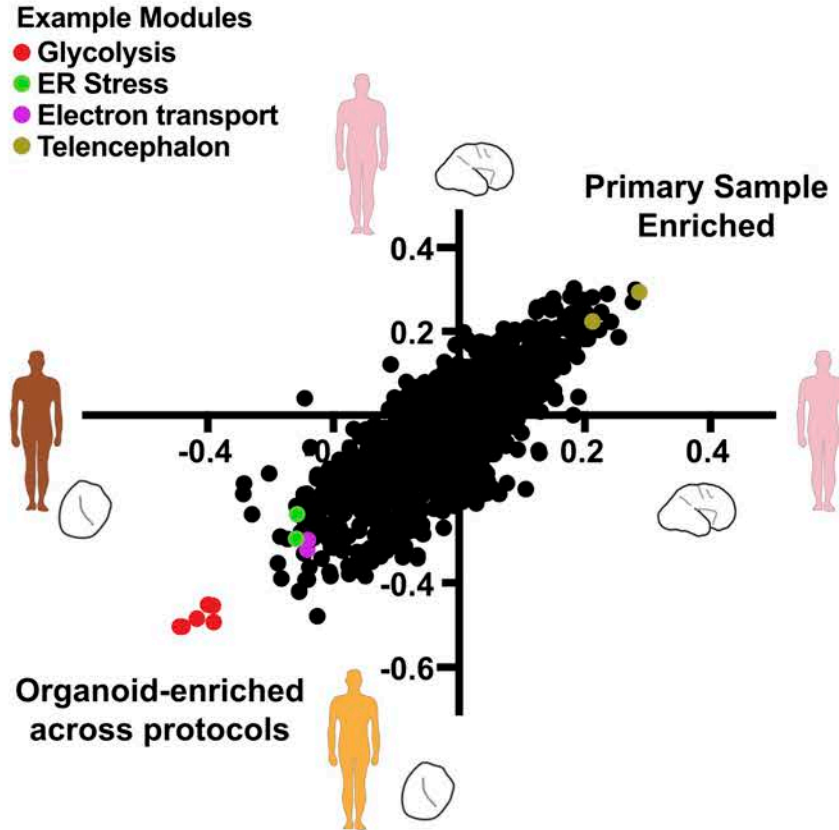 Example Modules
Glycolysis
ER Stress
Electron transport
Telencephalon
Primary Sample
Enriched
0.4
0.2
-0.4
0.2
0.4
-0.4
-0.6
Organoid-enriched
across protocols